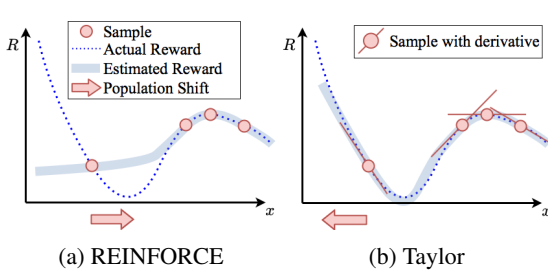 R
Sample
Actual Reward
Estimated Reward
Population Shift
x
(a) REINFORCE
R
Sample with derivative
x
(b) Taylor